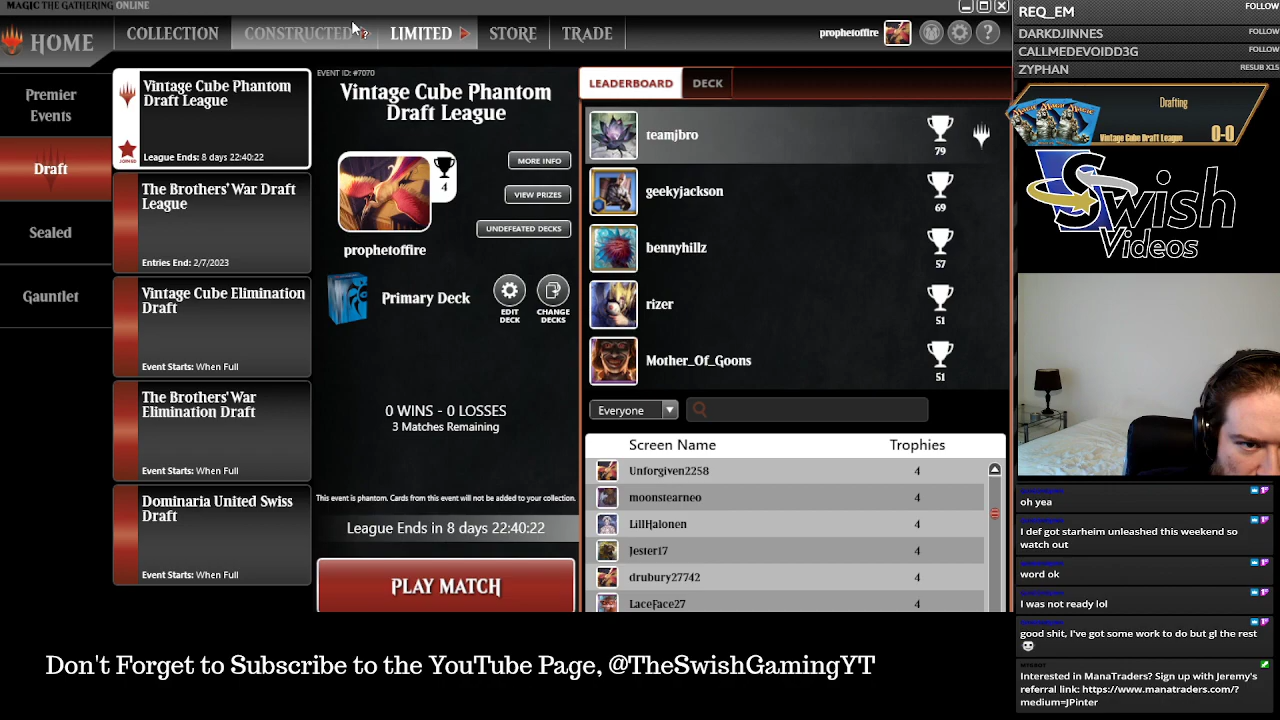 MAGIC THE GATHERING ONLINE
HOME
COLLECTION
CONSTRUCTED
LIMITED
STORE
TRADE
prophetoffire
?
Premier
Events
Draft
Sealed
Gauntlet
Vintage Cube Phantom
Draft League
JOINED
League Ends: 8 days 22:40:22
The Brothers' War Draft
League
Entries End: 2/7/2023
Vintage Cube Elimination
Draft
Event Starts: When Full
The Brothers' War
Elimination Draft
Event Starts: When Full
Dominaria United Swiss
Draft
Event Starts: When Full
EVENT ID: #7070
Vintage Cube Phantom
Draft League
4
MORE INFO
VIEW PRIZES
UNDEFEATED DECKS
prophetoffire
Primary Deck
EDIT
DECK
CHANGE
DECKS
0 WINS - 0 LOSSES
3 Matches Remaining
This event is phantom. Cards from this event will not be added to your collection.
League Ends in 8 days 22:40:22
PLAY MATCH
LEADERBOARD
DECK
teamjbro
79
geekyjackson
69
bennyhillz
57
rizer
51
Mother_Of_Goons
51
Everyone
Screen Name Trophies
Unforgiven2258 4
moonstearneo 4
LillHalonen 4
Jester17 4
drubury27742 4
LaceFace27 4
Don't Forget to Subscribe to the YouTube Page, @TheSwishGamingYT
REQ_EM FOLLOW
DARKDJINNES FOLLOW
CALLMEDEVOIDD3G FOLLOW
ZYPHAN RESUB X15
Magic Magic Magic
Drafting
Vintage Cube Draft League
0-0
Swish
Videos
oh yea
I def got starheim unleashed this weekend so
watch out
word ok
I was not ready lol
good shit, I've got some work to do but gl the rest
Interested in ManaTraders? Sign up with Jeremy's
referral link: https://www.manatraders.com/?
medium=JPinter